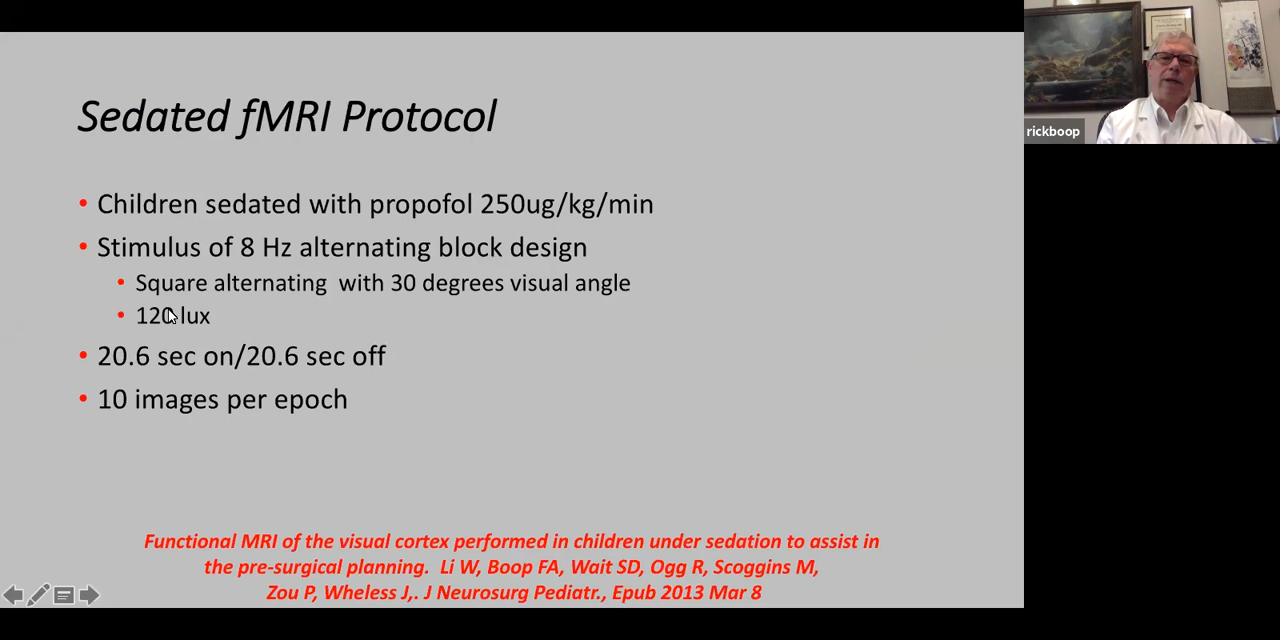 Sedated fMRI Protocol
• Children sedated with propofol 250ug/kg/min
• Stimulus of 8 Hz alternating block design
• Square alternating with 30 degrees visual angle
• 120 lux
• 20.6 sec on/20.6 sec off
• 10 images per epoch
Functional MRI of the visual cortex performed in children under sedation to assist in
the pre-surgical planning. Li W, Boop FA, Wait SD, Ogg R, Scoggins M,
Zou P, Wheless J,. J Neurosurg Pediatr., Epub 2013 Mar 8
rickboop